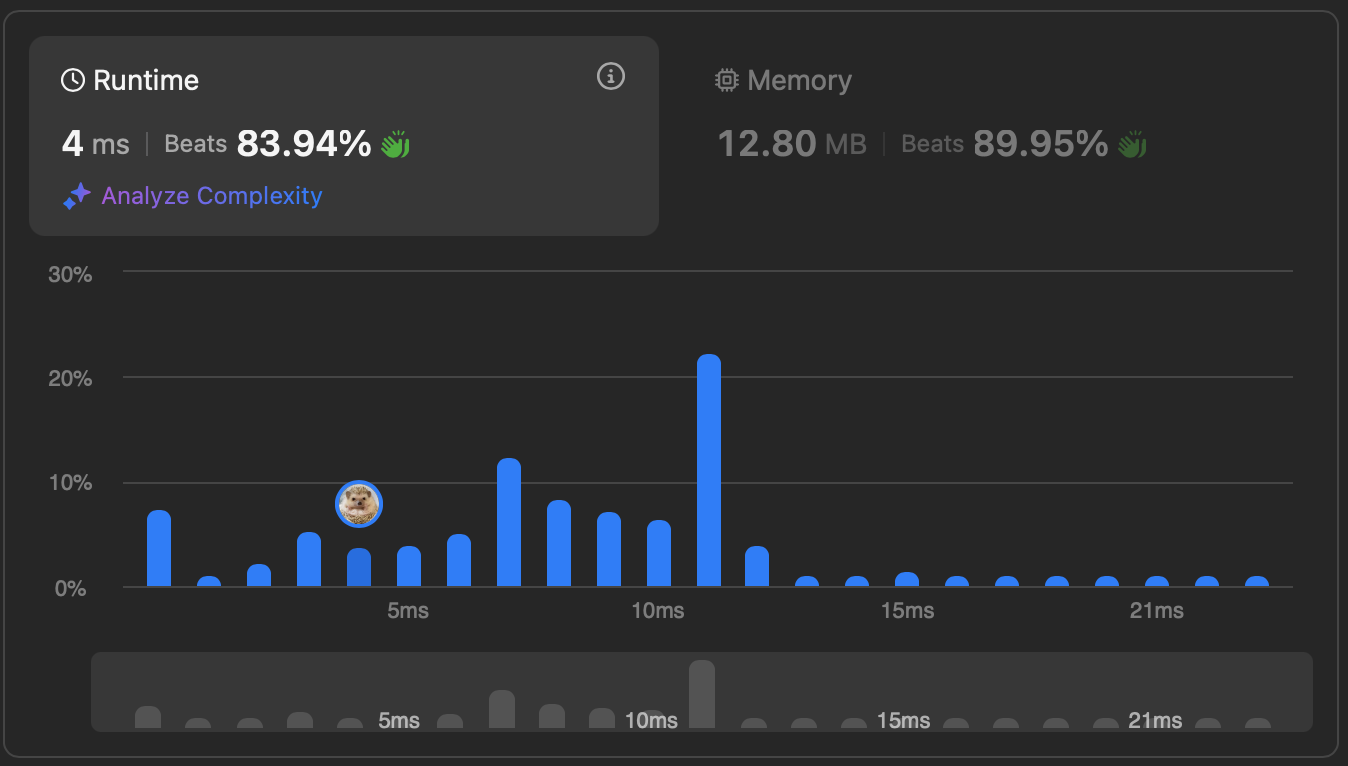 Runtime
4 ms | Beats 83.94%
Analyze Complexity
Memory
12.80 MB | Beats 89.95%
30%
20%
10%
0%
5ms 10ms 15ms 21ms
5ms 10ms 15ms 21ms